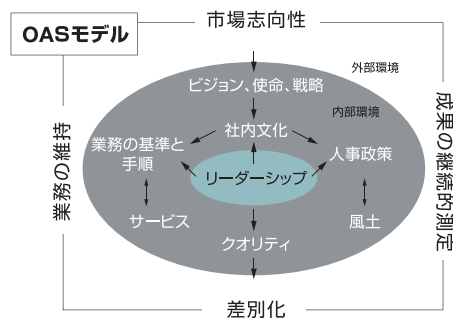 OASモデル
市場志向性
外部環境
ビジョン、使命、戦略
内部環境
社内文化
業務の基準と
手順
人事政策
リーダーシップ
サービス
風土
クオリティ
業務の維持
成果の継続的測定
差別化